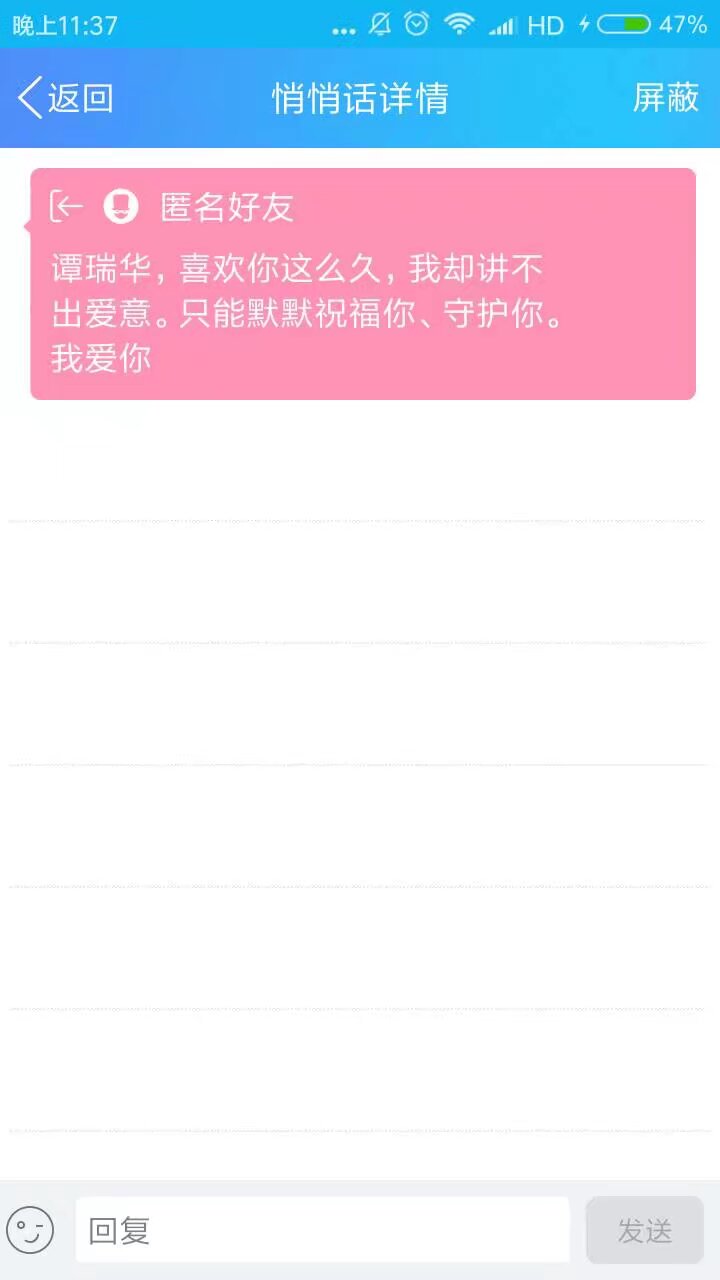 晚上11:37 ... HD 47%
返回 悄悄话详情 屏蔽
匿名好友
谭瑞华，喜欢你这么久，我却讲不
出爱意。只能默默祝福你、守护你。
我爱你
回复 发送